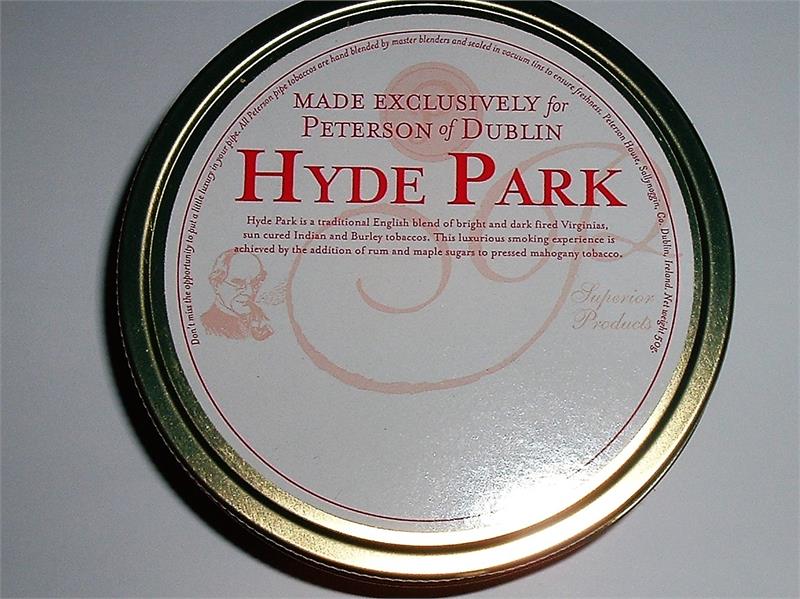 Don't miss the opportunity to put a little luxury in your pipe. All Peterson pipe tobaccos are hand blended by master blenders and sealed in vacuum tins to ensure freshness. Peterson House, Sallynoggin, Co. Dublin, Ireland. Net weight 50g.
MADE EXCLUSIVELY for
PETERSON of DUBLIN
HYDE PARK
Hyde Park is a traditional English blend of bright and dark fired Virginias,
sun cured Indian and Burley tobaccos. This luxurious smoking experience is
achieved by the addition of rum and maple sugars to pressed mahogany tobacco.
Superior
Products